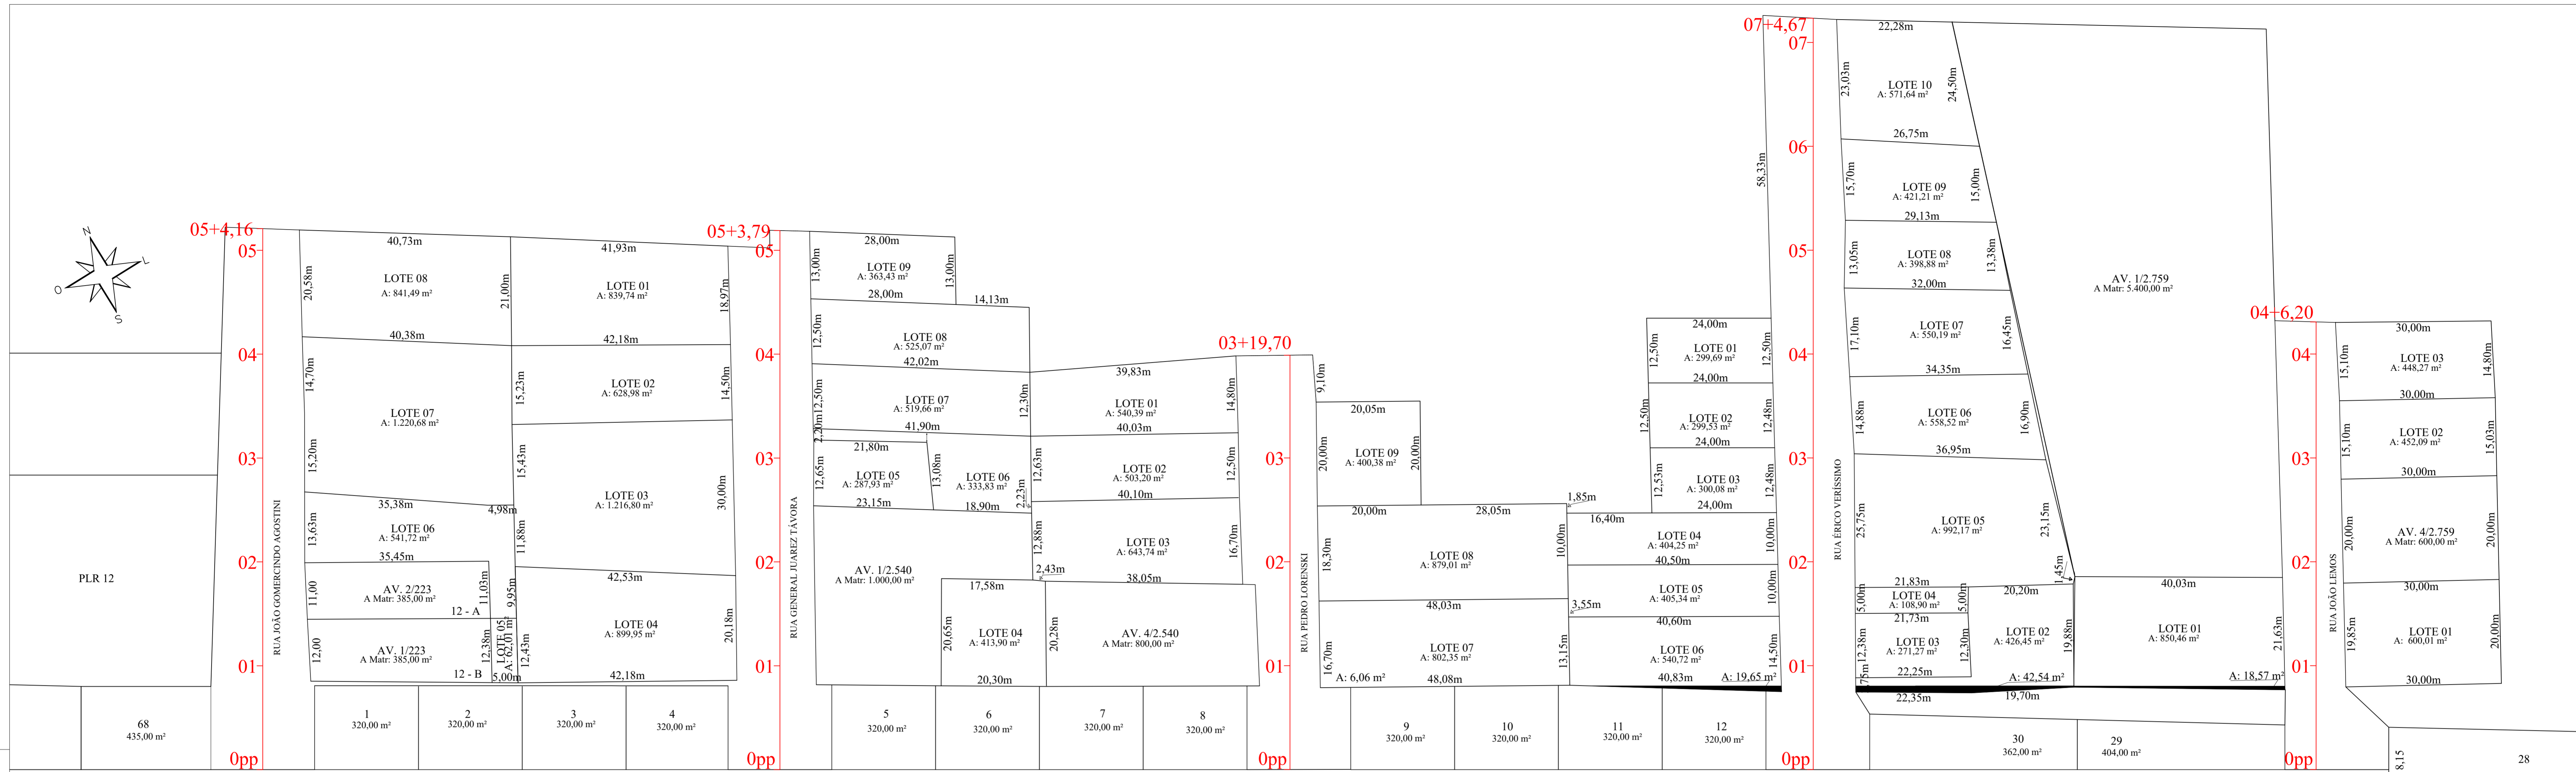 N
L
S
O
PLR 12
68
435,00 m²
05+4,16
05
04
03
02
01
0pp
RUA JOÃO GOMERCINDO AGOSTINI
40,73m
20,58m
LOTE 08
A: 841,49 m²
21,00m
40,38m
14,70m
15,20m
LOTE 07
A: 1.220,68 m²
15,23m
15,43m
35,38m
4,98m
13,63m
LOTE 06
A: 541,72 m²
11,88m
35,45m
11,00
AV. 2/223
A Matr: 385,00 m²
11,03m
12 - A
9,95m
12,00
AV. 1/223
A Matr: 385,00 m²
12,38m
12 - B
LOTE 05
A: 62,01 m²
12,43m
5,00m
41,93m
LOTE 01
A: 839,74 m²
18,97m
42,18m
LOTE 02
A: 628,98 m²
14,50m
LOTE 03
A: 1.216,80 m²
30,00m
42,53m
LOTE 04
A: 899,95 m²
20,18m
42,18m
1
320,00 m²
2
320,00 m²
3
320,00 m²
4
320,00 m²
05+3,79
05
04
03
02
01
0pp
RUA GENERAL JUAREZ TÁVORA
28,00m
13,00m
LOTE 09
A: 363,43 m²
13,00m
28,00m
14,13m
12,50m
LOTE 08
A: 525,07 m²
42,02m
12,50m
LOTE 07
A: 519,66 m²
12,30m
2,20m
41,90m
21,80m
12,65m
LOTE 05
A: 287,93 m²
13,08m
LOTE 06
A: 333,83 m²
12,63m
2,23m
23,15m
18,90m
AV. 1/2.540
A Matr: 1.000,00 m²
12,88m
2,43m
17,58m
20,65m
LOTE 04
A: 413,90 m²
20,28m
20,30m
39,83m
LOTE 01
A: 540,39 m²
14,80m
40,03m
LOTE 02
A: 503,20 m²
12,50m
40,10m
LOTE 03
A: 643,74 m²
16,70m
38,05m
AV. 4/2.540
A Matr: 800,00 m²
5
320,00 m²
6
320,00 m²
7
320,00 m²
8
320,00 m²
03+19,70
03
02
01
0pp
RUA PEDRO LORENSKI
9,10m
20,05m
20,00m
LOTE 09
A: 400,38 m²
20,00m
20,00m
28,05m
1,85m
18,30m
LOTE 08
A: 879,01 m²
10,00m
48,03m
3,55m
16,70m
LOTE 07
A: 802,35 m²
13,15m
A: 6,06 m²
48,08m
24,00m
12,50m
LOTE 01
A: 299,69 m²
12,50m
24,00m
12,50m
LOTE 02
A: 299,53 m²
12,48m
24,00m
12,53m
LOTE 03
A: 300,08 m²
12,48m
24,00m
16,40m
LOTE 04
A: 404,25 m²
10,00m
40,50m
LOTE 05
A: 405,34 m²
10,00m
40,60m
LOTE 06
A: 540,72 m²
14,50m
40,83m
A: 19,65 m²
9
320,00 m²
10
320,00 m²
11
320,00 m²
12
320,00 m²
58,33m
07+4,67
07
06
05
04
03
02
01
RUA ÉRICO VERÍSSIMO
22,28m
23,03m
LOTE 10
A: 571,64 m²
24,50m
26,75m
15,70m
LOTE 09
A: 421,21 m²
15,00m
29,13m
13,05m
LOTE 08
A: 398,88 m²
13,38m
32,00m
17,10m
LOTE 07
A: 550,19 m²
16,45m
34,35m
14,88m
LOTE 06
A: 558,52 m²
16,90m
36,95m
25,75m
LOTE 05
A: 992,17 m²
23,15m
1,45m
21,83m
20,20m
5,00m
LOTE 04
A: 108,90 m²
5,00m
21,73m
12,38m
LOTE 03
A: 271,27 m²
12,30m
LOTE 02
A: 426,45 m²
19,88m
22,25m
A: 42,54 m²
22,35m
19,70m
0pp
AV. 1/2.759
A Matr: 5.400,00 m²
40,03m
LOTE 01
A: 850,46 m²
21,63m
A: 18,57 m²
30
362,00 m²
29
404,00 m²
04+6,20
04
03
02
01
0pp
RUA JOÃO LEMOS
30,00m
15,10m
LOTE 03
A: 448,27 m²
14,80m
30,00m
15,10m
LOTE 02
A: 452,09 m²
15,03m
30,00m
20,00m
AV. 4/2.759
A Matr: 600,00 m²
20,00m
30,00m
19,85m
LOTE 01
A: 600,01 m²
20,00m
30,00m
8,15
28